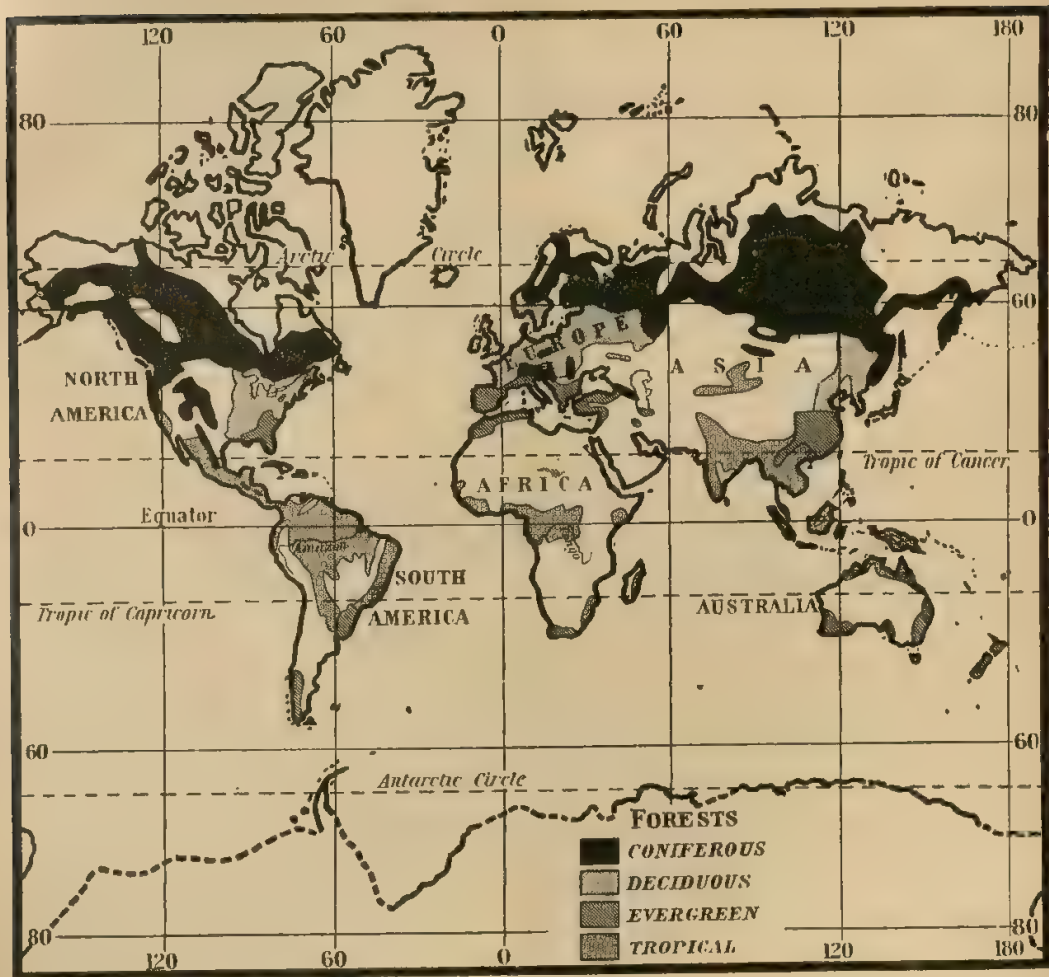 120 60 0 60 120 180
80 80
Arctic Circle
60
EUROPE
ASIA
NORTH
AMERICA
Tropic of Cancer
AFRICA
Equator
0 0
Amazon
SOUTH
AMERICA
AUSTRALIA
Tropic of Capricorn
60 60
Antarctic Circle
FORESTS
CONIFEROUS
DECIDUOUS
EVERGREEN
TROPICAL
80 80
120 60 0 120 180